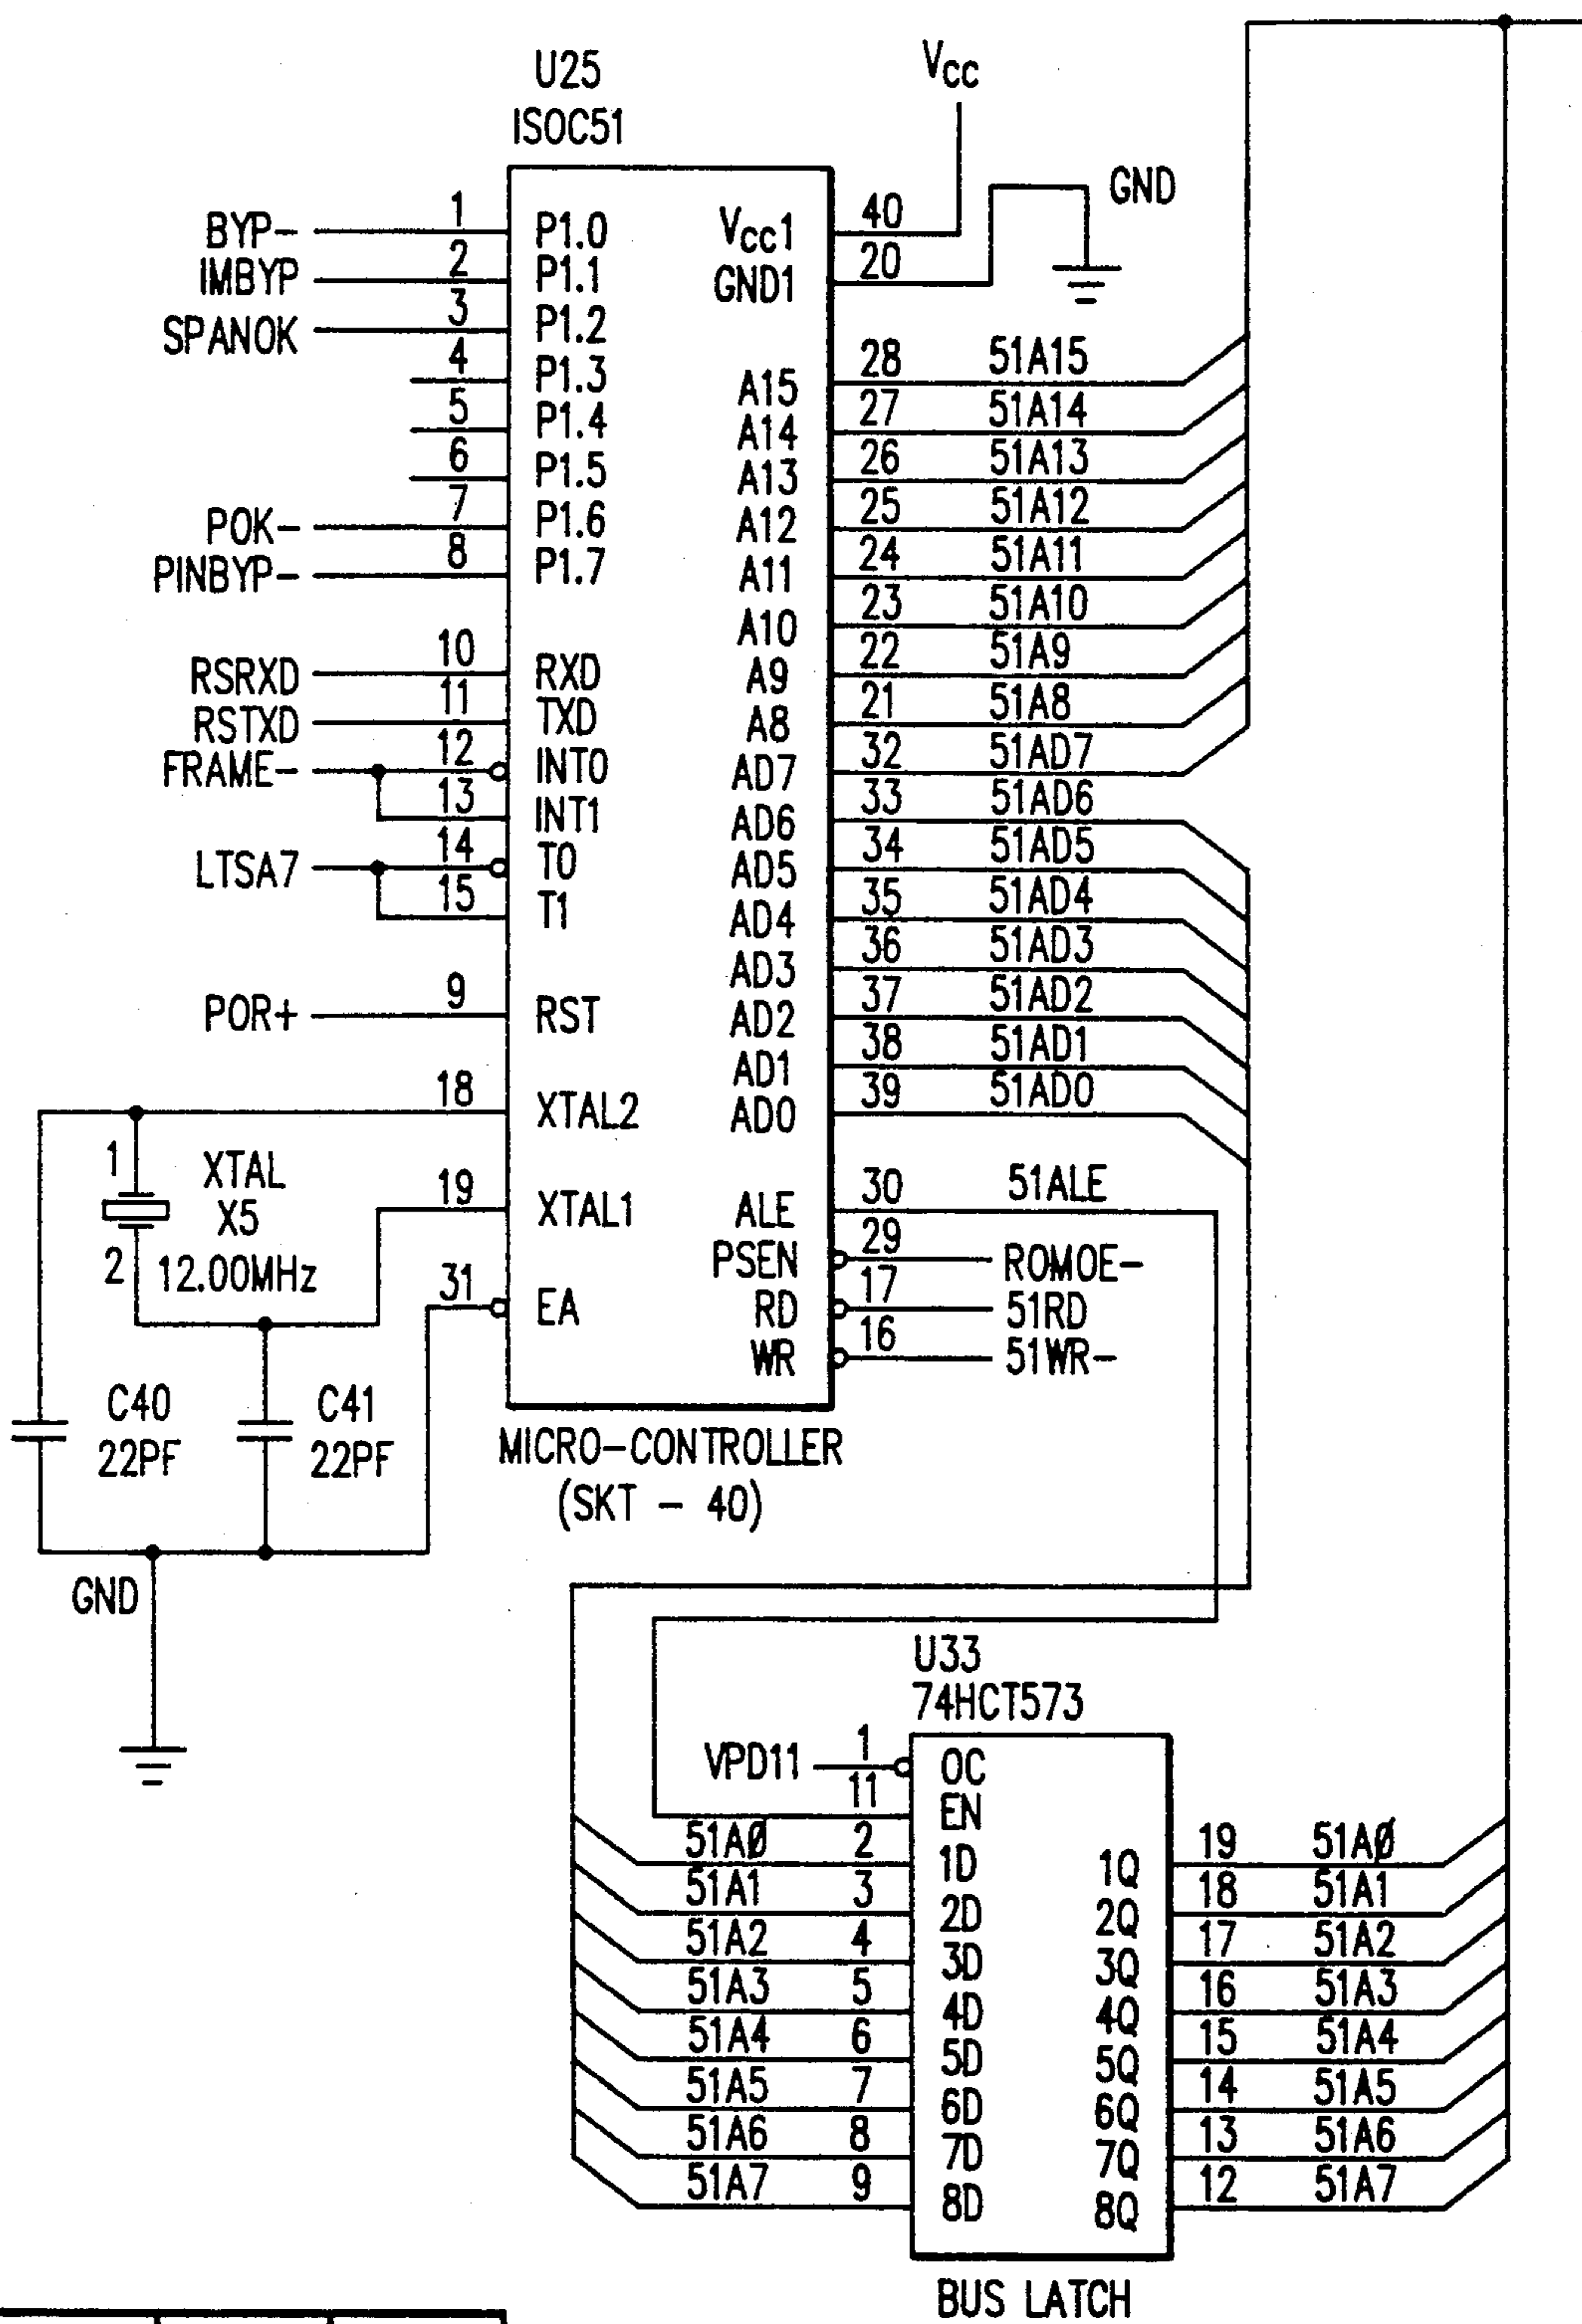 U25
ISOC51
Vcc
GND
BYP- 1 P1.0 Vcc1 40
IMBYP 2 P1.1 GND1 20
SPANOK 3 P1.2
4 P1.3 A15 28 51A15
5 P1.4 A14 27 51A14
6 P1.5 A13 26 51A13
POK- 7 P1.6 A12 25 51A12
PINBYP- 8 P1.7 A11 24 51A11
A10 23 51A10
RSRXD 10 RXD A9 22 51A9
RSTXD 11 TXD A8 21 51A8
FRAME- 12 INT0 AD7 32 51AD7
13 INT1 AD6 33 51AD6
LTSA7 14 T0 AD5 34 51AD5
15 T1 AD4 35 51AD4
AD3 36 51AD3
POR+ 9 RST AD2 37 51AD2
AD1 38 51AD1
18 XTAL2 AD0 39 51AD0
1 XTAL
X5
2 12.00MHz
19 XTAL1 ALE 30 51ALE
PSEN 29 ROMOE-
31 EA RD 17 51RD
WR 16 51WR-
C40
22PF
C41
22PF
MICRO-CONTROLLER
(SKT - 40)
GND
U33
74HCT573
VPD11 1 OC
11 EN
51AØ 2 1D 1Q 19 51AØ
51A1 3 2D 2Q 18 51A1
51A2 4 3D 3Q 17 51A2
51A3 5 4D 4Q 16 51A3
51A4 6 5D 5Q 15 51A4
51A5 7 6D 6Q 14 51A5
51A6 8 7D 7Q 13 51A6
51A7 9 8D 8Q 12 51A7
BUS LATCH